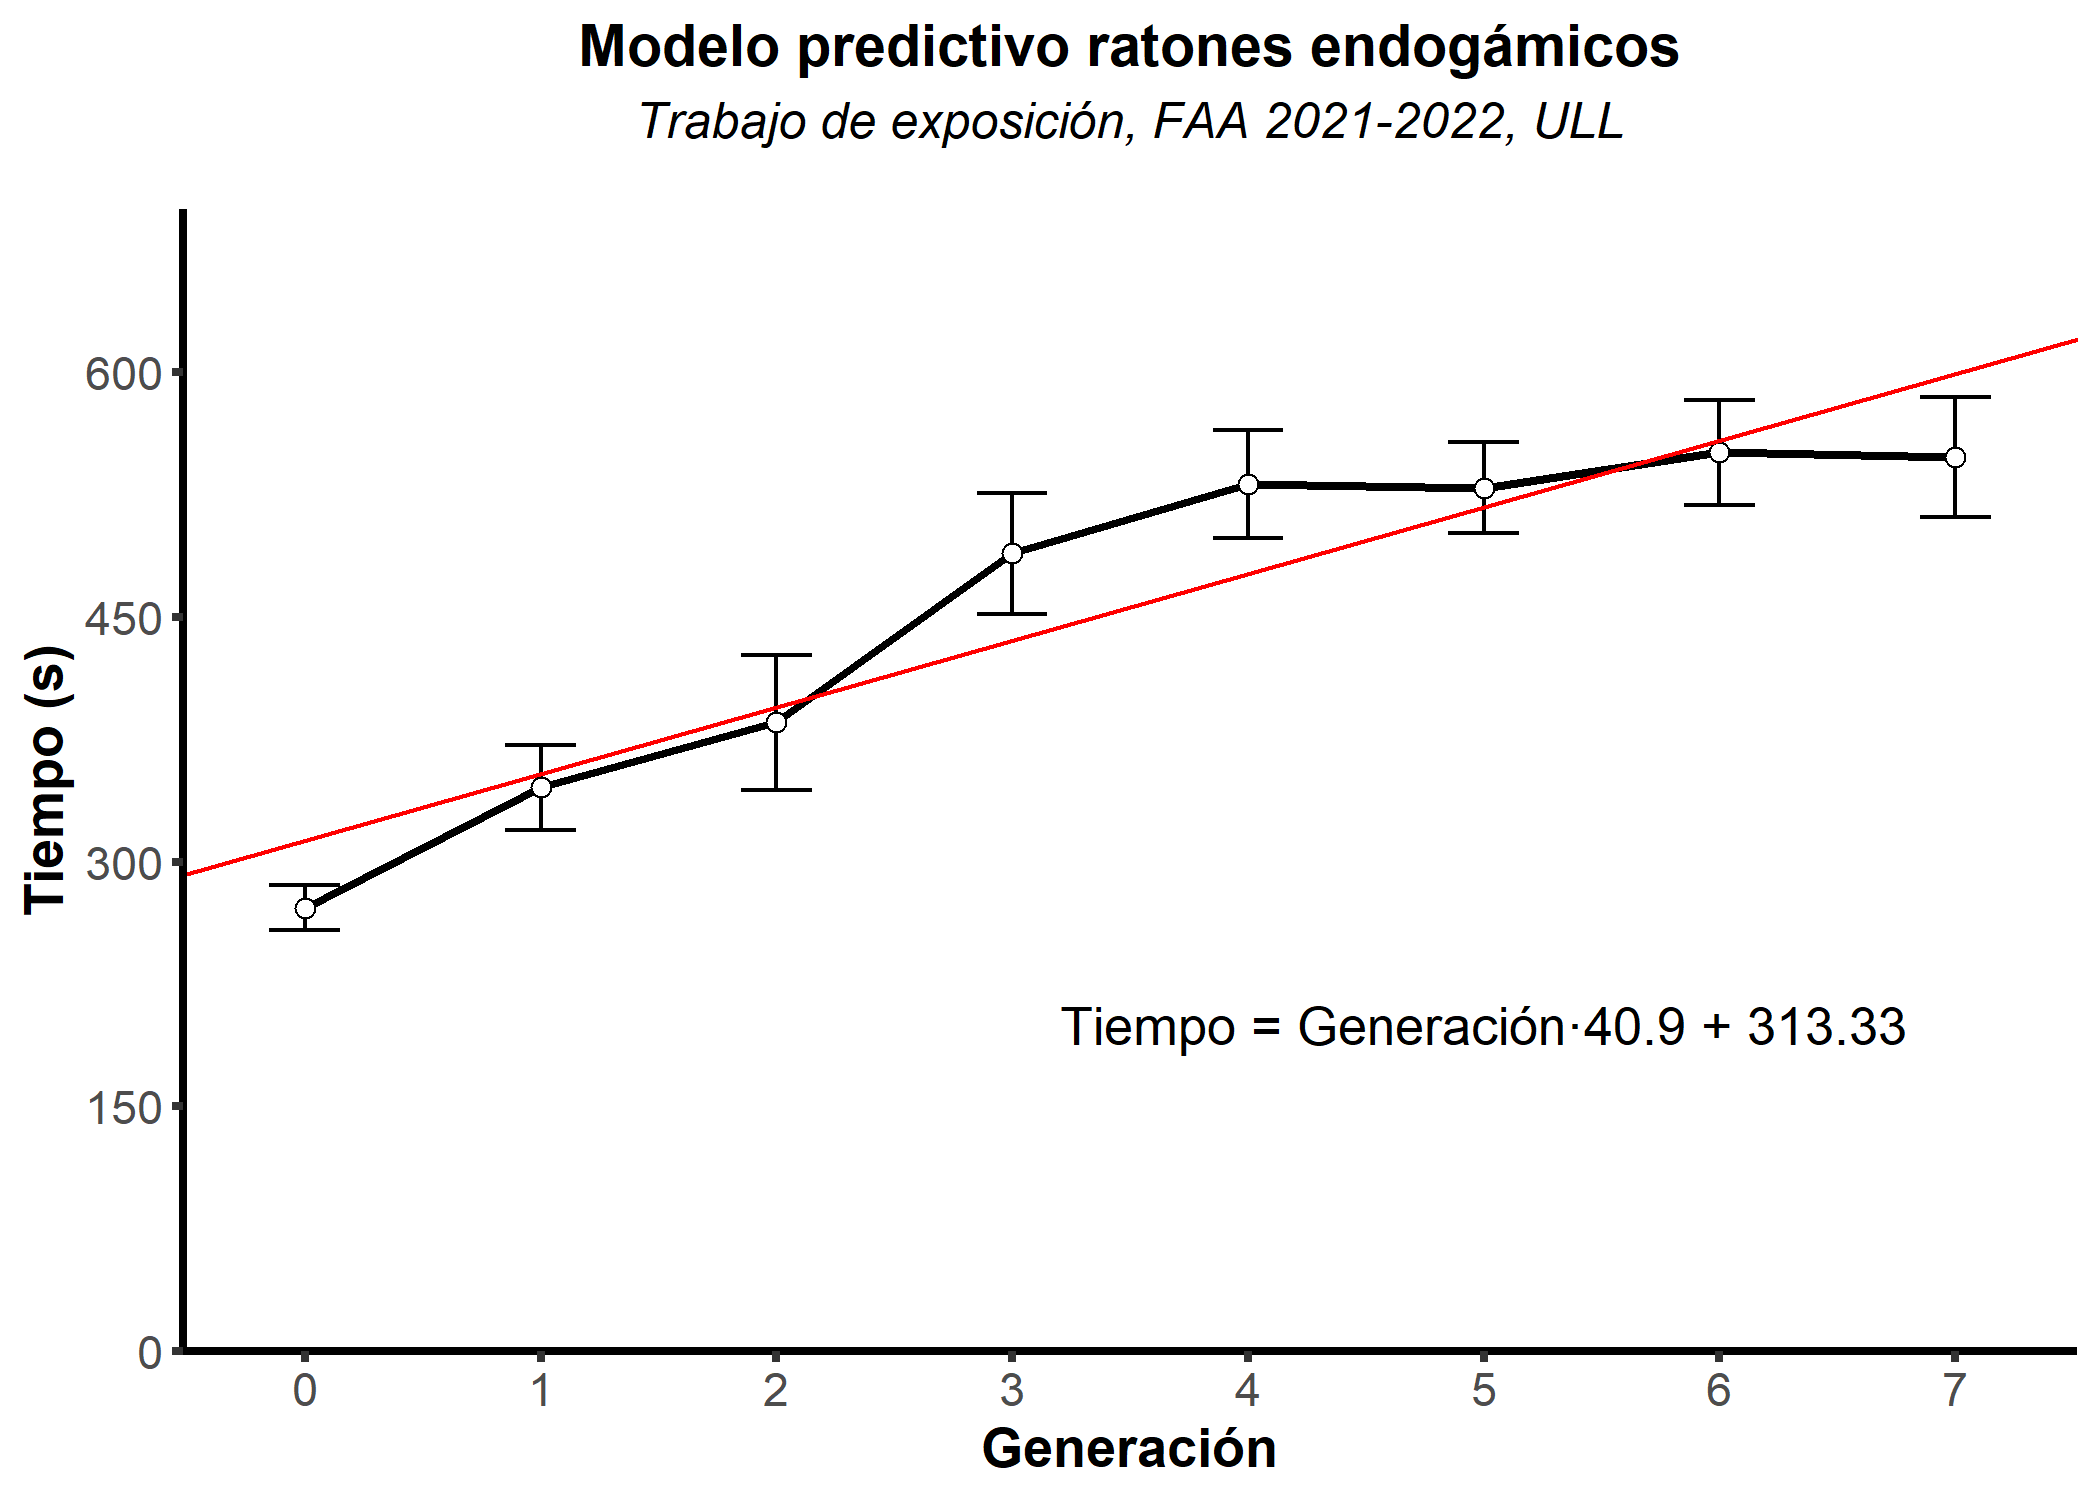 Modelo predictivo ratones endogámicos
Trabajo de exposición, FAA 2021-2022, ULL
Tiempo (s)
600
450
300
150
0
Tiempo = Generación·40.9 + 313.33
0 1 2 3 4 5 6 7
Generación